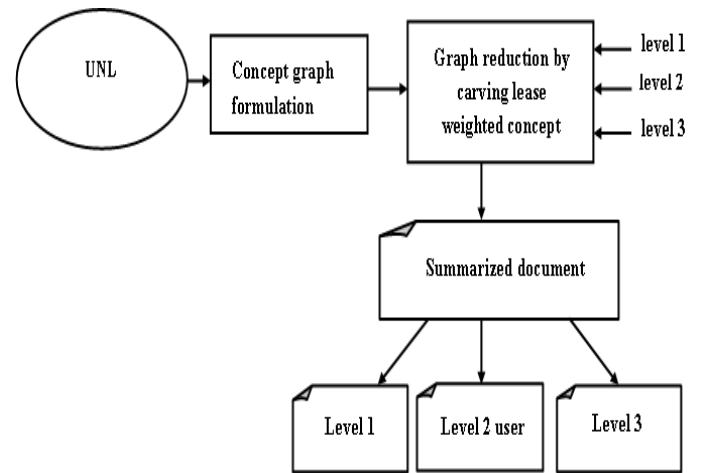 UNL
Concept graph
formulation
Graph reduction by
carving lease
weighted concept
level 1
level 2
level 3
Summarized document
Level 1
Level 2 user
Level 3